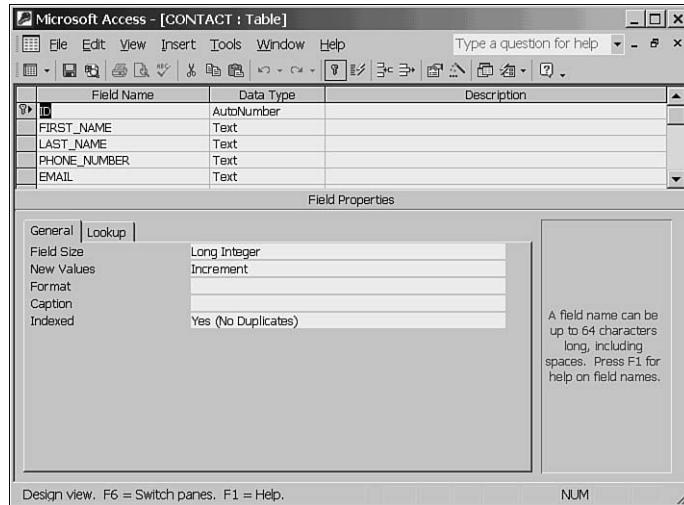 Microsoft Access - [CONTACT : Table]
File Edit View Insert Tools Window Help Type a question for help
Field Name Data Type Description
ID AutoNumber
FIRST_NAME Text
LAST_NAME Text
PHONE_NUMBER Text
EMAIL Text
Field Properties
General Lookup
Field Size Long Integer
New Values Increment
Format
Caption
Indexed Yes (No Duplicates)
A field name can be
up to 64 characters
long, including
spaces. Press F1 for
help on field names.
Design view. F6 = Switch panes. F1 = Help. NUM